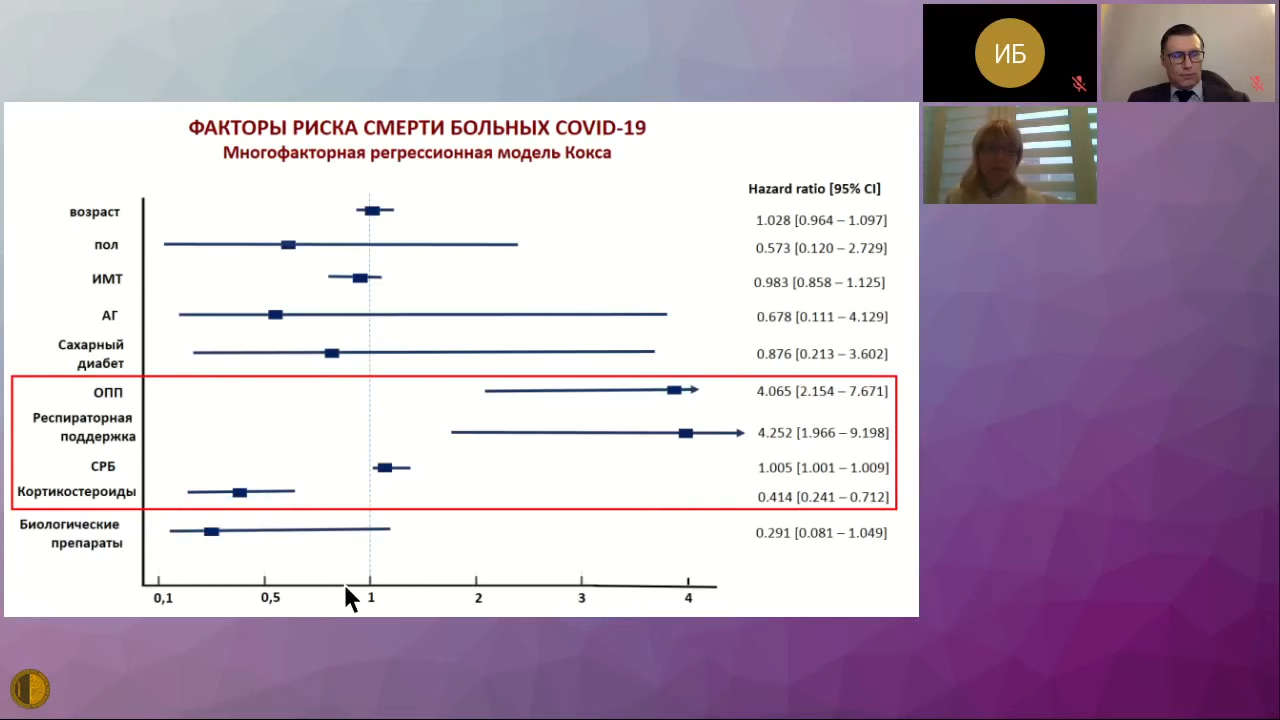 ИБ
ФАКТОРЫ РИСКА СМЕРТИ БОЛЬНЫХ COVID-19
Многофакторная регрессионная модель Кокса
Hazard ratio [95% CI]
возраст
1.028 [0.964 – 1.097]
пол
0.573 [0.120 – 2.729]
ИМТ
0.983 [0.858 – 1.125]
АГ
0.678 [0.111 – 4.129]
Сахарный
диабет
0.876 [0.213 – 3.602]
ОПП
4.065 [2.154 – 7.671]
Респираторная
поддержка
4.252 [1.966 – 9.198]
СРБ
1.005 [1.001 – 1.009]
Кортикостероиды
0.414 [0.241 – 0.712]
Биологические
препараты
0.291 [0.081 – 1.049]
0,1 0,5 1 2 3 4